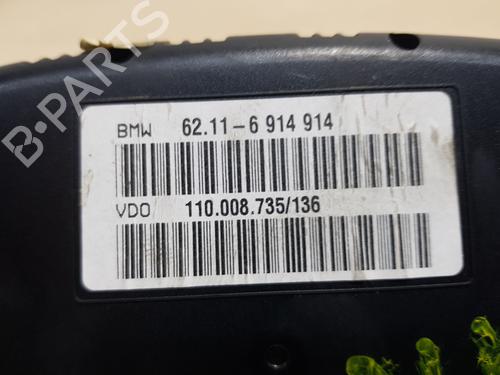 B-PARTS
BMW 62.11-6 914 914
VDO 110.008.735/136